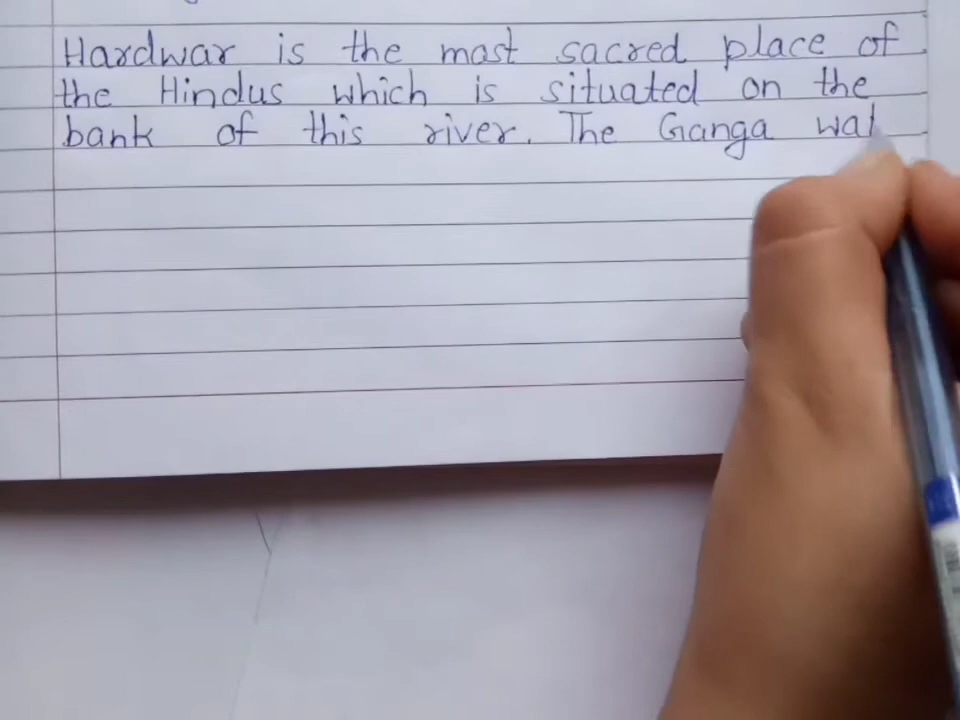 Hardwar is the mast sacred place of
the Hindus which is situated on the
bank of this river. The Ganga wat